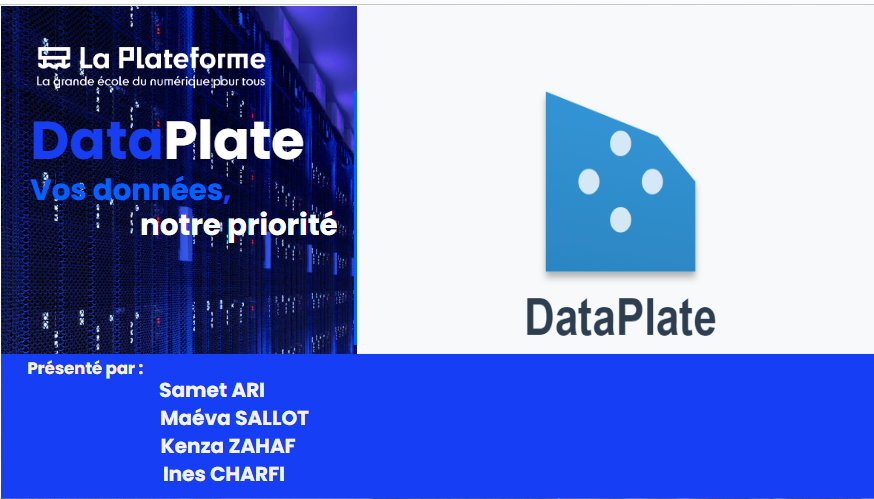 La Plateforme
La grande école du numérique pour tous
DataPlate
Vos données,
notre priorité
DataPlate
Présenté par :
Samet ARI
Maéva SALLOT
Kenza ZAHAF
Ines CHARFI